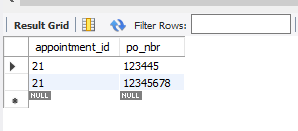 Result Grid Filter Rows:
appointment_id po_nbr
21 123445
21 12345678
NULL NULL